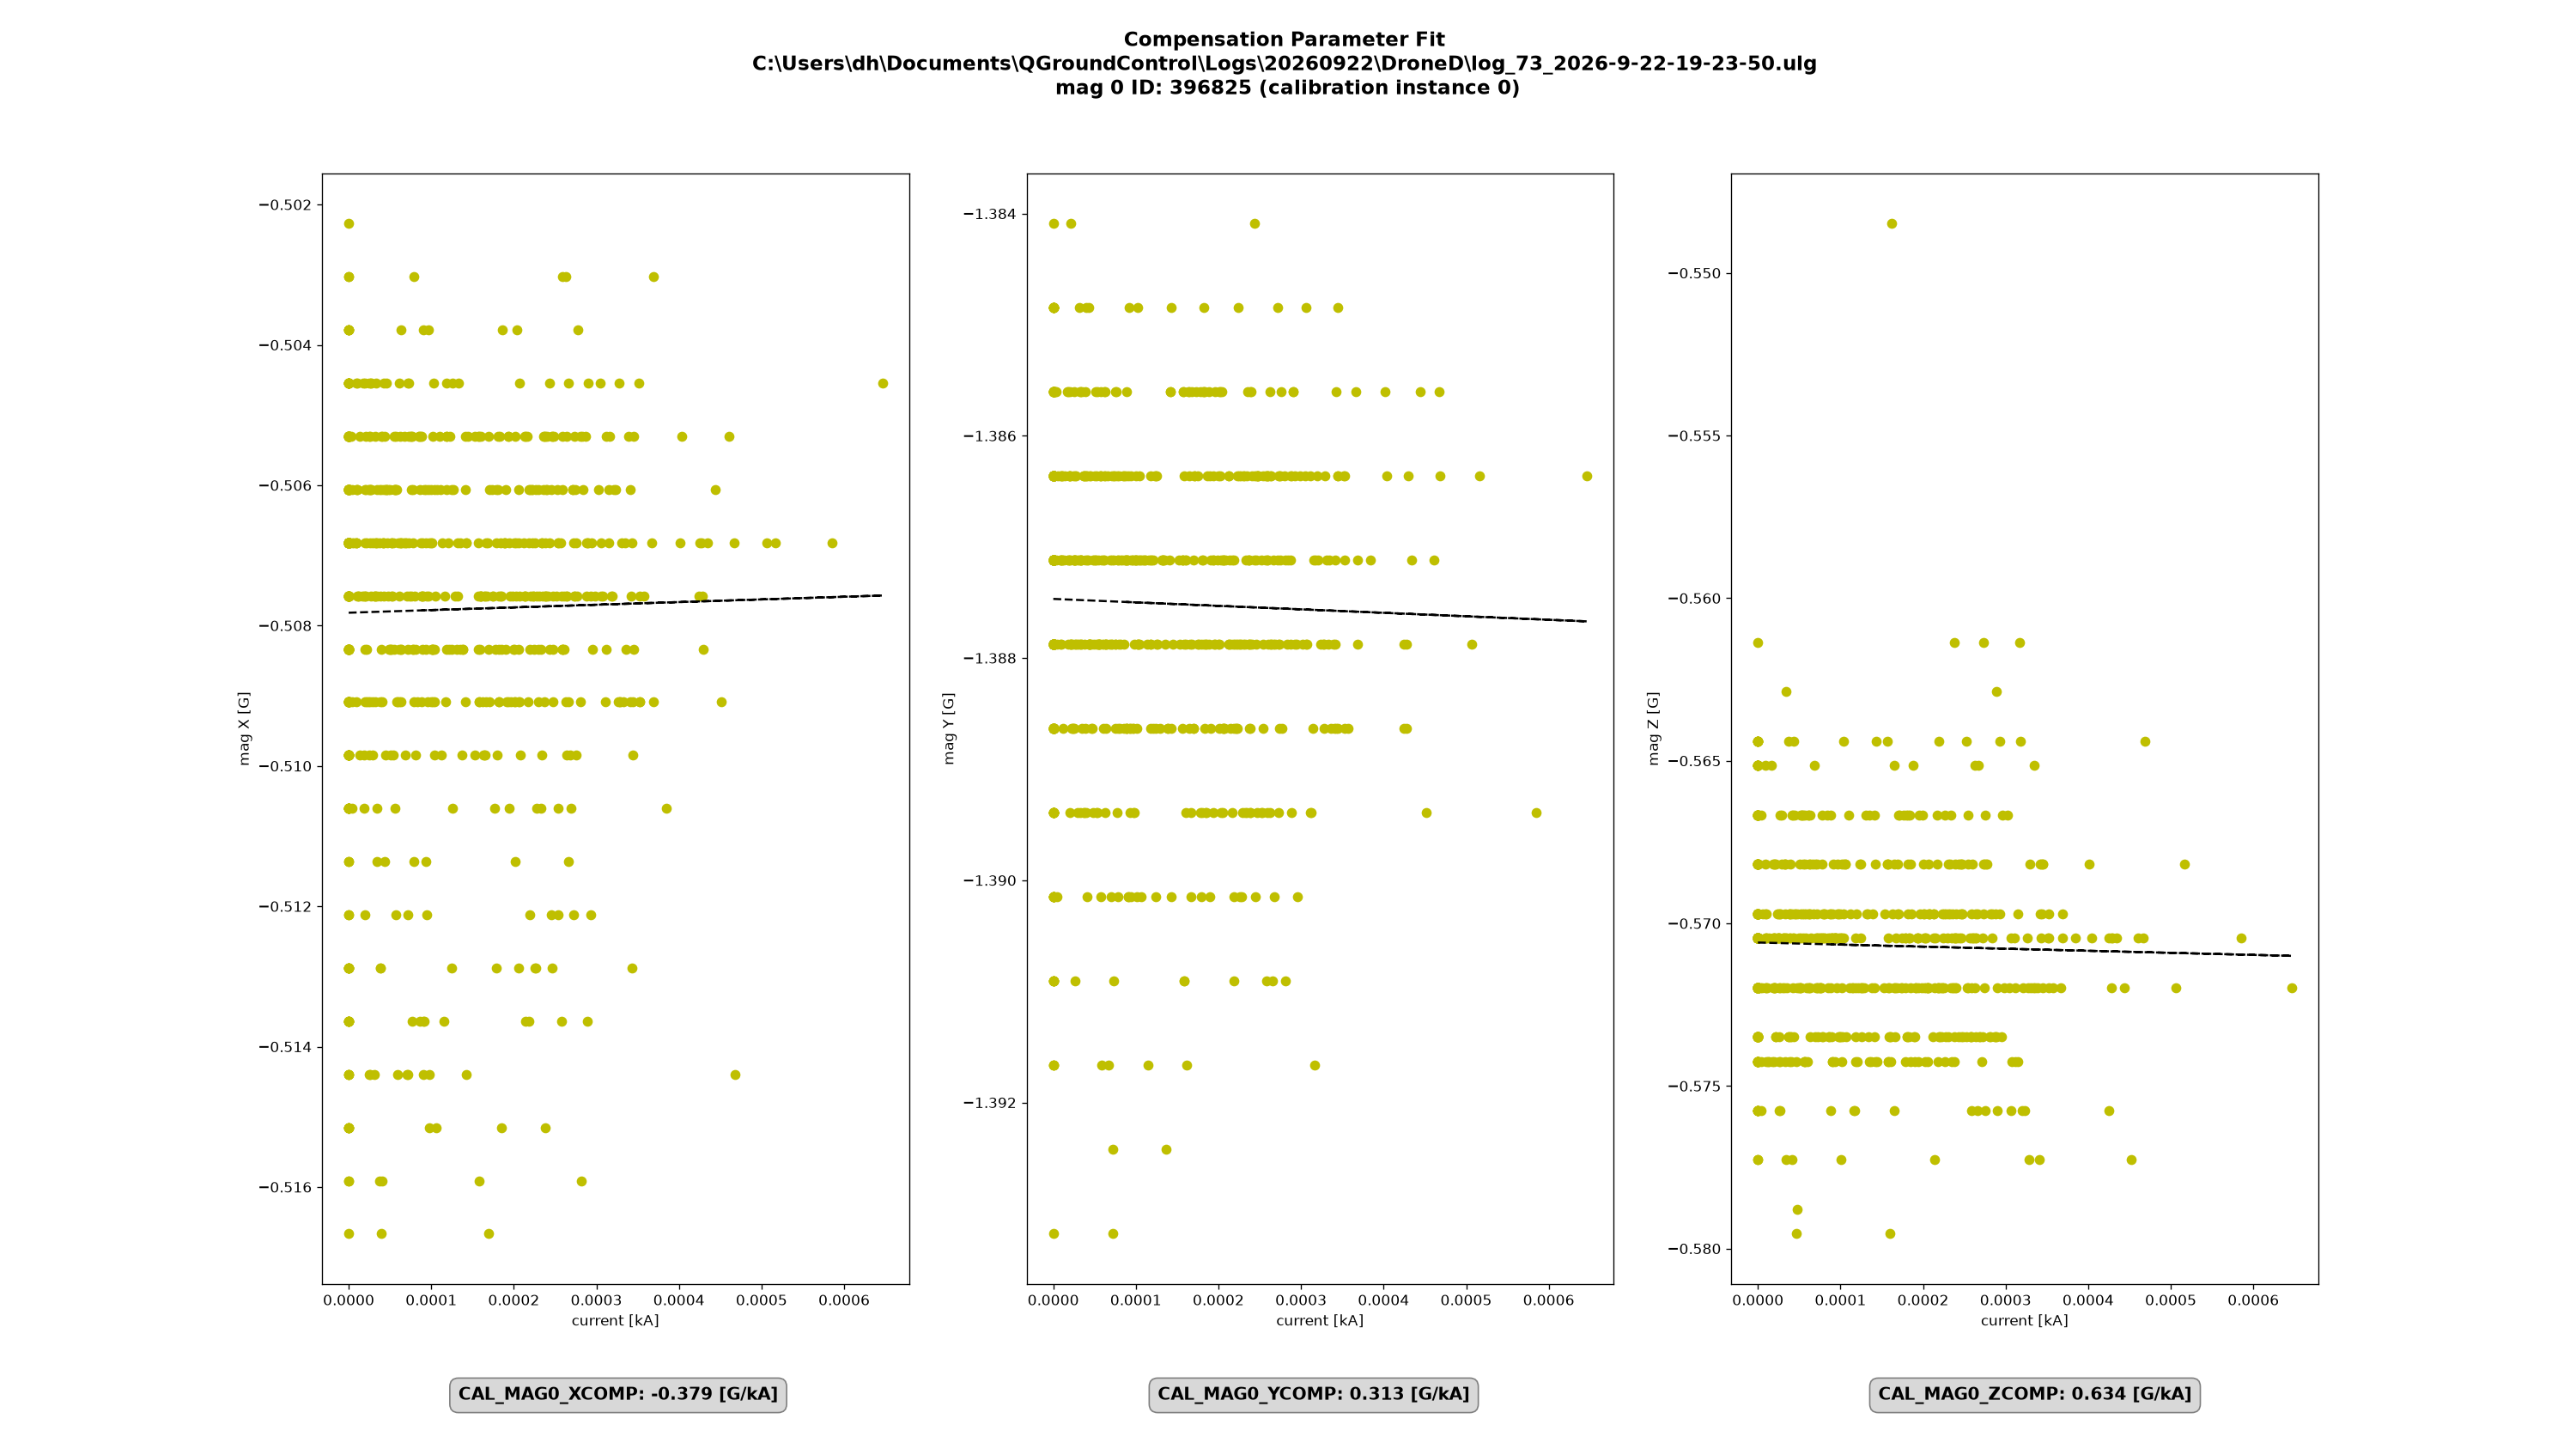 Compensation Parameter Fit
C:\Users\dh\Documents\QGroundControl\Logs\20260922\DroneD\log_73_2026-9-22-19-23-50.ulg
mag 0 ID: 396825 (calibration instance 0)
mag X [G]
−0.502
−0.504
−0.506
−0.508
−0.510
−0.512
−0.514
−0.516
0.0000 0.0001 0.0002 0.0003 0.0004 0.0005 0.0006
current [kA]
CAL_MAG0_XCOMP: -0.379 [G/kA]
mag Y [G]
−1.384
−1.386
−1.388
−1.390
−1.392
0.0000 0.0001 0.0002 0.0003 0.0004 0.0005 0.0006
current [kA]
CAL_MAG0_YCOMP: 0.313 [G/kA]
mag Z [G]
−0.550
−0.555
−0.560
−0.565
−0.570
−0.575
−0.580
0.0000 0.0001 0.0002 0.0003 0.0004 0.0005 0.0006
current [kA]
CAL_MAG0_ZCOMP: 0.634 [G/kA]